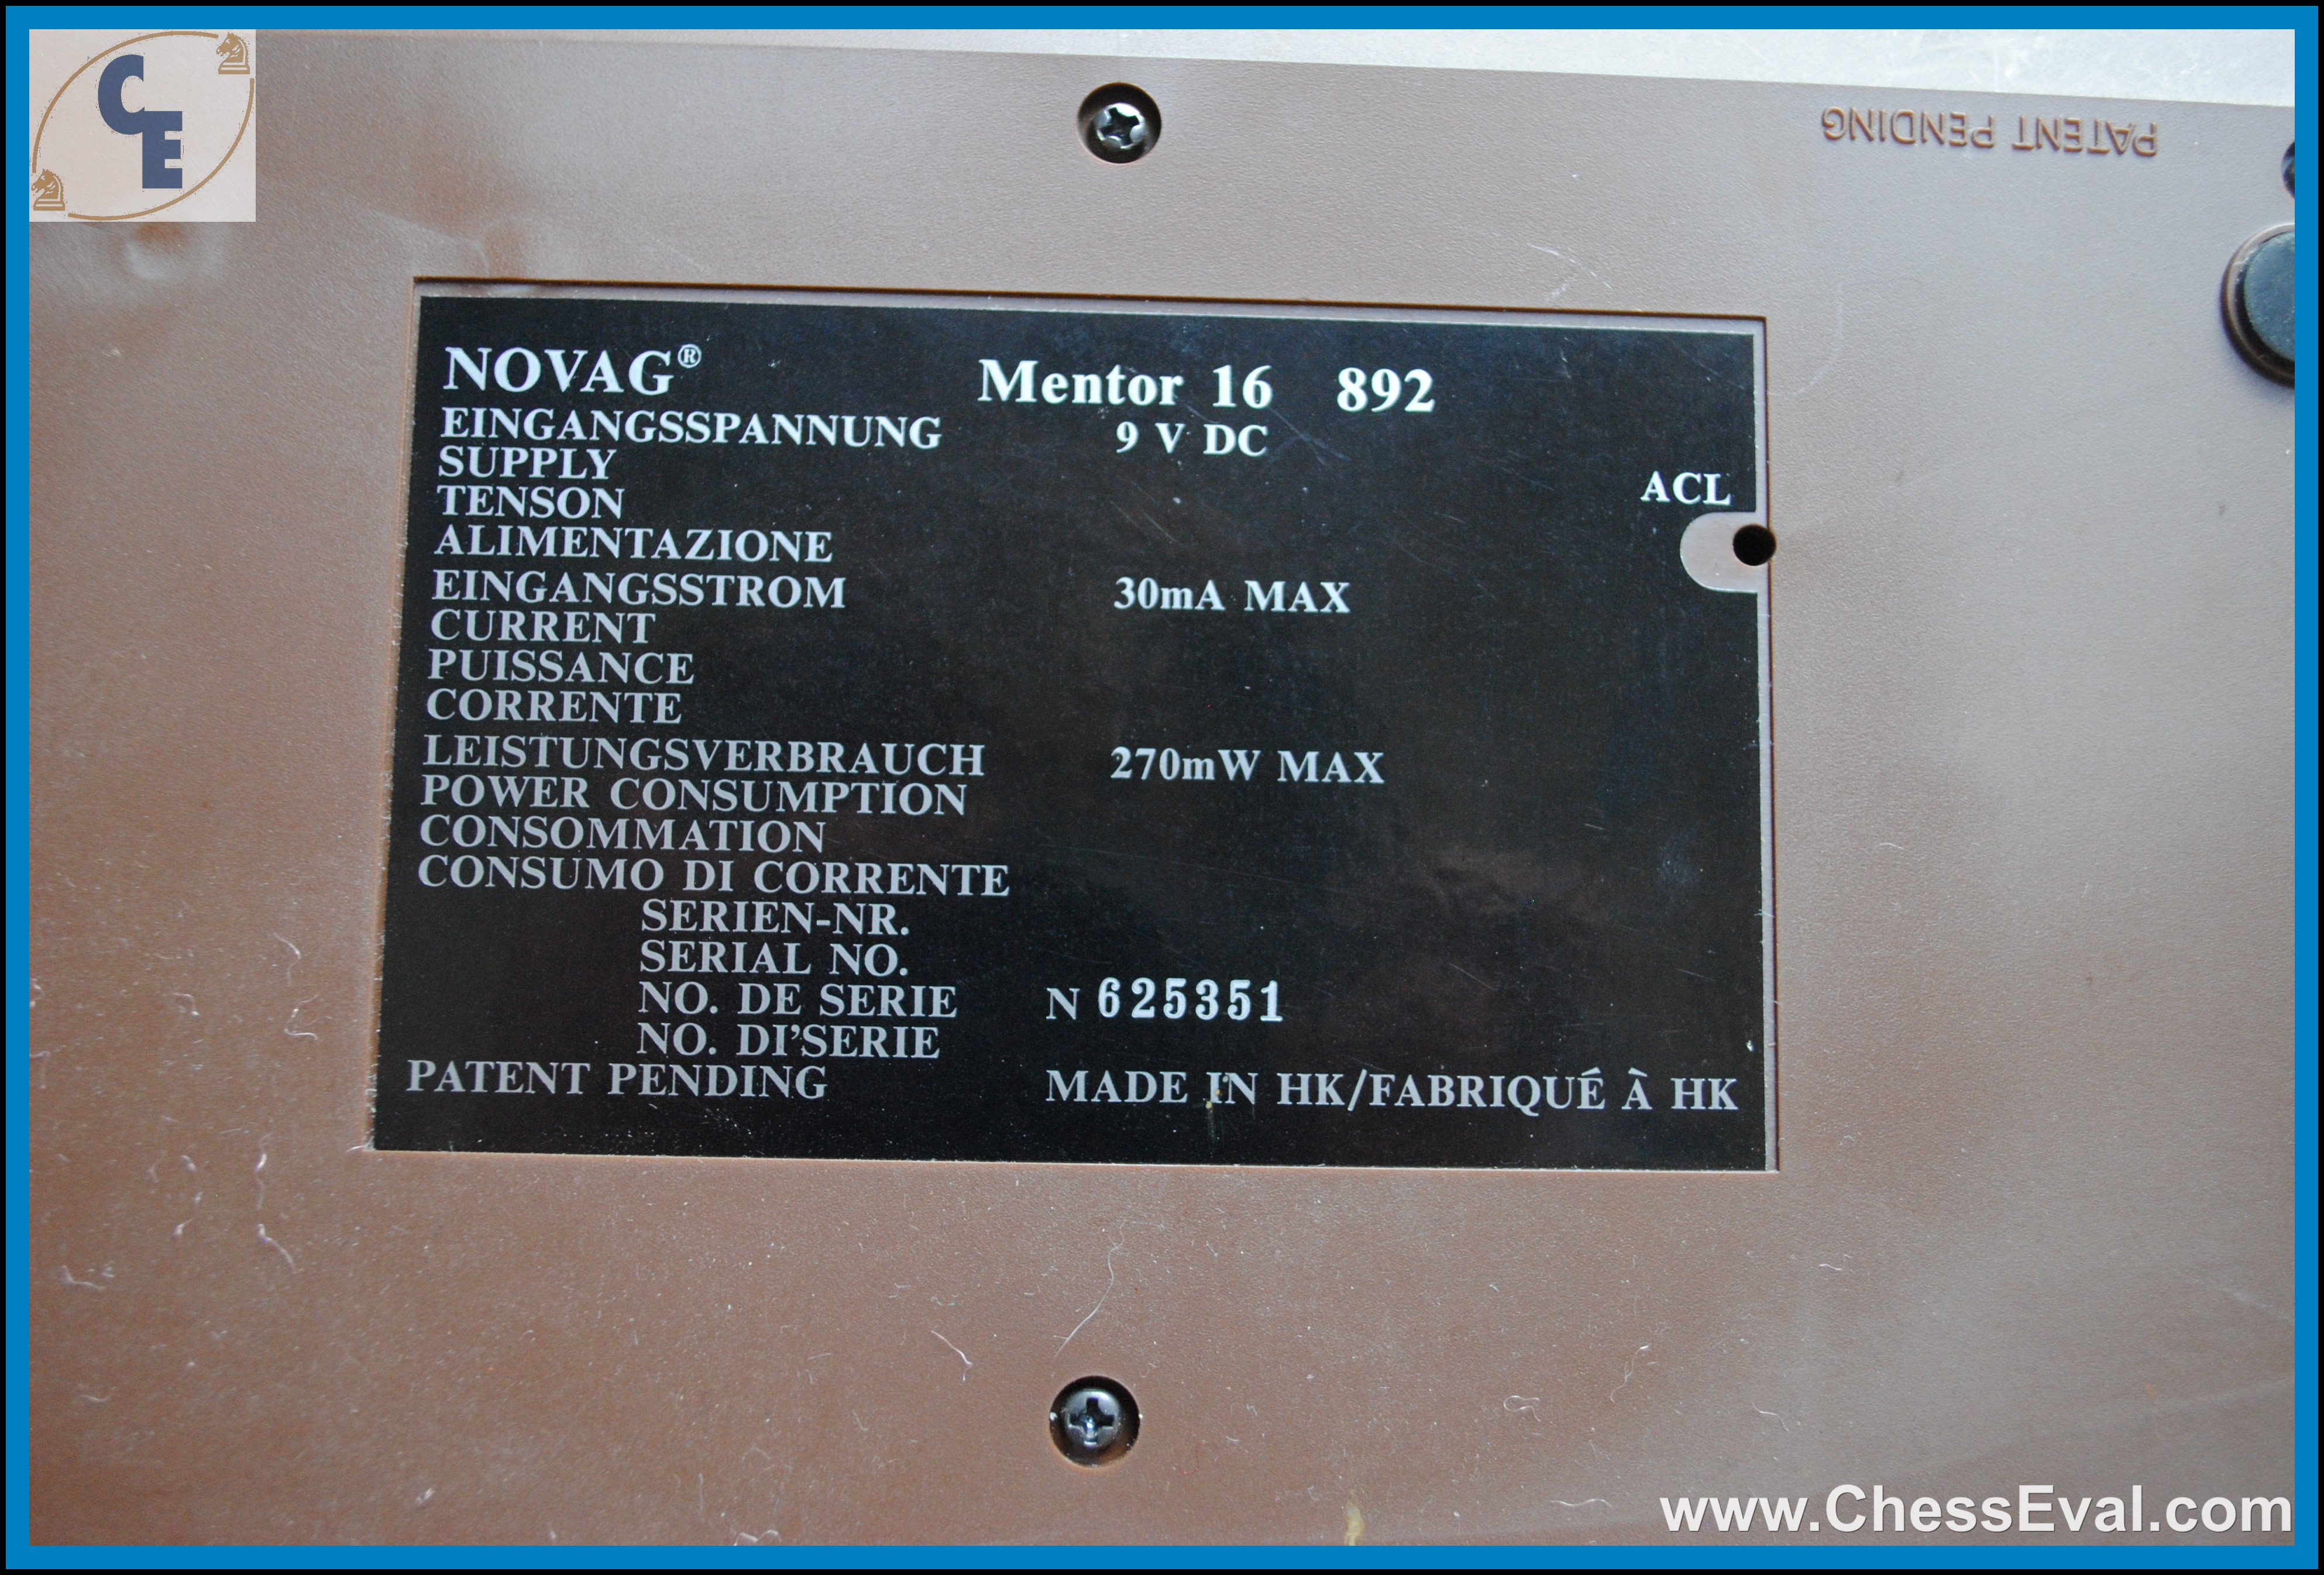 CE
PATENT PENDING
NOVAG® Mentor 16 892
EINGANGSSPANNUNG 9 V DC
SUPPLY
TENSON
ACL
ALIMENTAZIONE
EINGANGSSTROM 30mA MAX
CURRENT
PUISSANCE
CORRENTE
LEISTUNGSVERBRAUCH 270mW MAX
POWER CONSUMPTION
CONSOMMATION
CONSUMO DI CORRENTE
SERIEN-NR.
SERIAL NO.
NO. DE SERIE N 625351
NO. DI'SERIE
PATENT PENDING MADE IN HK/FABRIQUÉ À HK
www.ChessEval.com